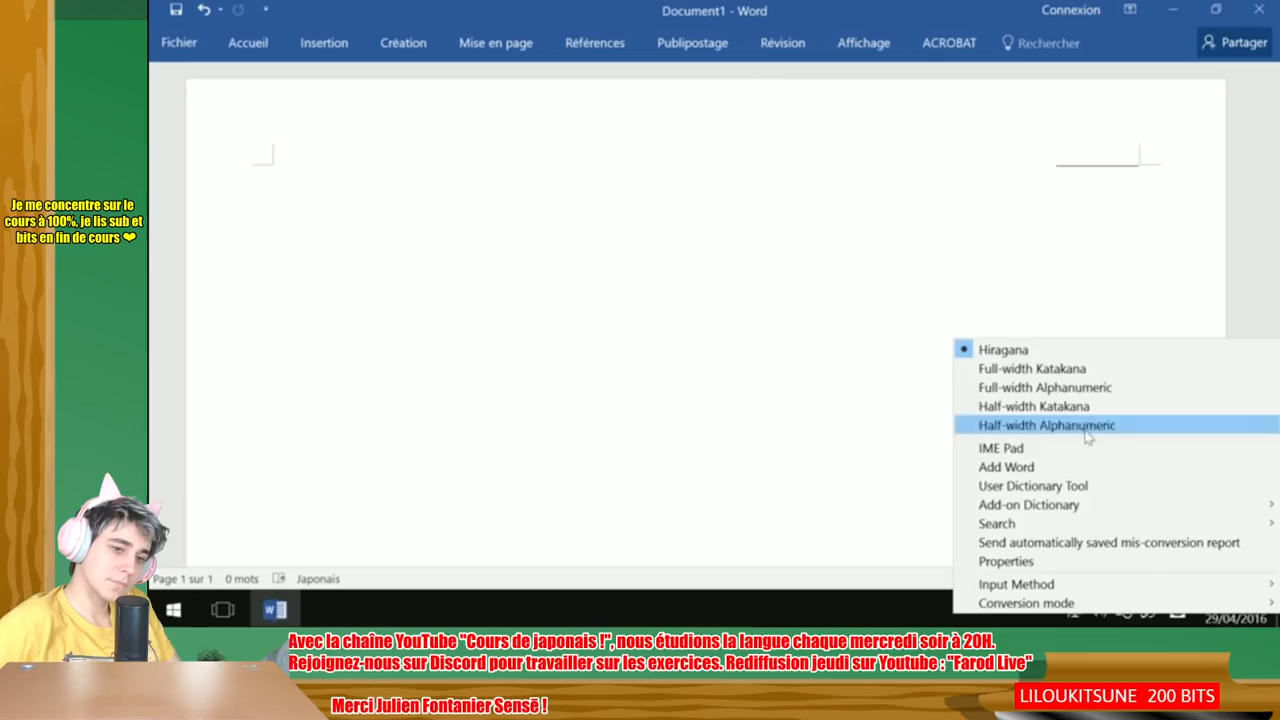 Document1 - Word
Connexion
Fichier
Accueil
Insertion
Création
Mise en page
Références
Publipostage
Révision
Affichage
ACROBAT
Rechercher
Partager
Je me concentre sur le
cours à 100%, je lis sub et
bits en fin de cours ❤
Hiragana
Full-width Katakana
Full-width Alphanumeric
Half-width Katakana
Half-width Alphanumeric
IME Pad
Add Word
User Dictionary Tool
Add-on Dictionary
Search
Send automatically saved mis-conversion report
Properties
Input Method
Conversion mode
Page 1 sur 1
0 mots
Japonais
29/04/2016
Avec la chaîne YouTube "Cours de japonais !", nous étudions la langue chaque mercredi soir à 20H.
Rejoignez-nous sur Discord pour travailler sur les exercices. Rediffusion jeudi sur Youtube : "Farod Live"
Merci Julien Fontanier Sensē !
LILOUKITSUNE 200 BITS